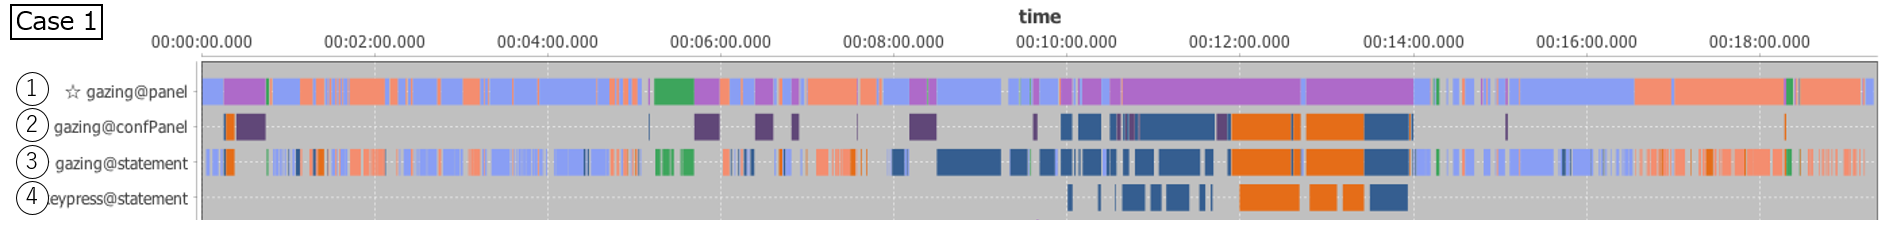 Case 1
time
00:00:00.000 00:02:00.000 00:04:00.000 00:06:00.000 00:08:00.000 00:10:00.000 00:12:00.000 00:14:00.000 00:16:00.000 00:18:00.000
1 ☆ gazing@panel
2 gazing@confPanel
3 gazing@statement
4 eypress@statement